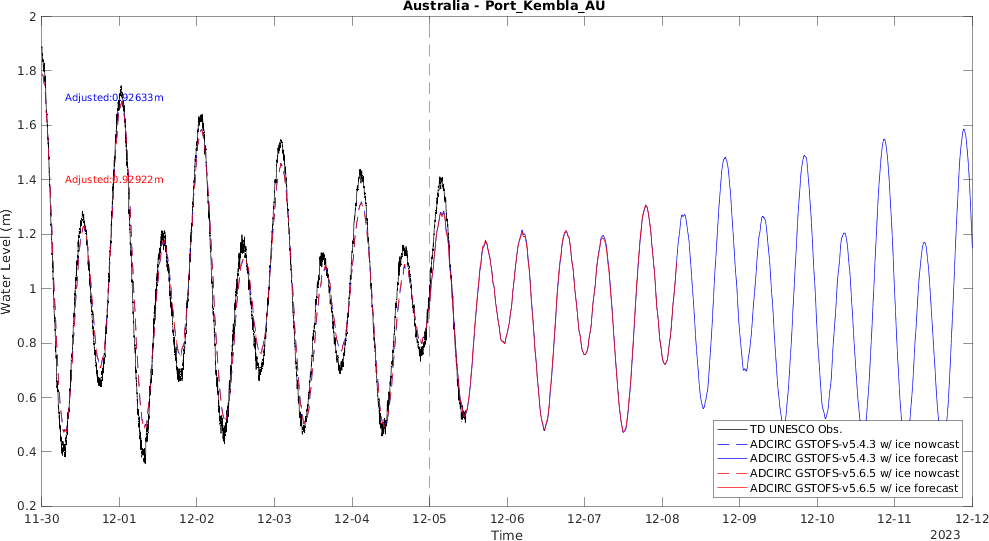 Australia - Port_Kembla_AU
2
1.8
1.6
1.4
1.2
1
0.8
0.6
0.4
0.2
Water Level (m)
Adjusted:0.92633m
Adjusted:0.92922m
TD UNESCO Obs.
ADCIRC GSTOFS-v5.4.3 w/ ice nowcast
ADCIRC GSTOFS-v5.4.3 w/ ice forecast
ADCIRC GSTOFS-v5.6.5 w/ ice nowcast
ADCIRC GSTOFS-v5.6.5 w/ ice forecast
11-30 12-01 12-02 12-03 12-04 12-05 12-06 12-07 12-08 12-09 12-10 12-11 12-12
Time
2023